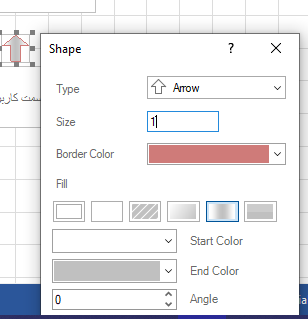 Shape
?
Type
Arrow
Size
1
Border Color
Fill
Start Color
End Color
0
Angle